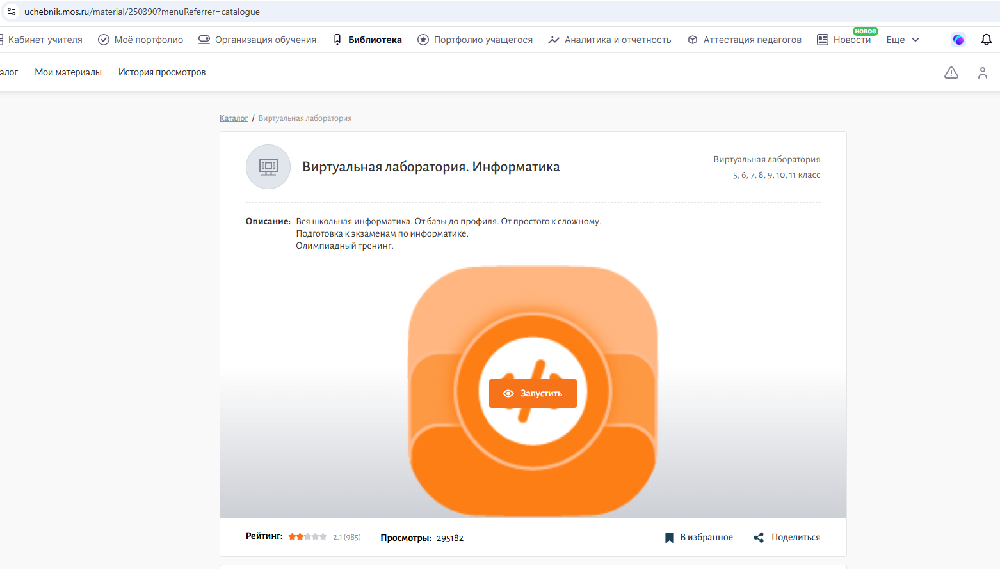 uchebnik.mos.ru/material/250390?menuReferrer=catalogue
новое
Кабинет учителя Моё портфолио Организация обучения Библиотека Портфолио учащегося Аналитика и отчетность Аттестация педагогов Новости Еще
алог Мои материалы История просмотров
Каталог / Виртуальная лаборатория
Виртуальная лаборатория. Информатика
Виртуальная лаборатория
5, 6, 7, 8, 9, 10, 11 класс
Описание: Вся школьная информатика. От базы до профиля. От простого к сложному.
Подготовка к экзаменам по информатике.
Олимпиадный тренинг.
Запустить
Рейтинг: 2.1 (985) Просмотры: 295182 В избранное Поделиться